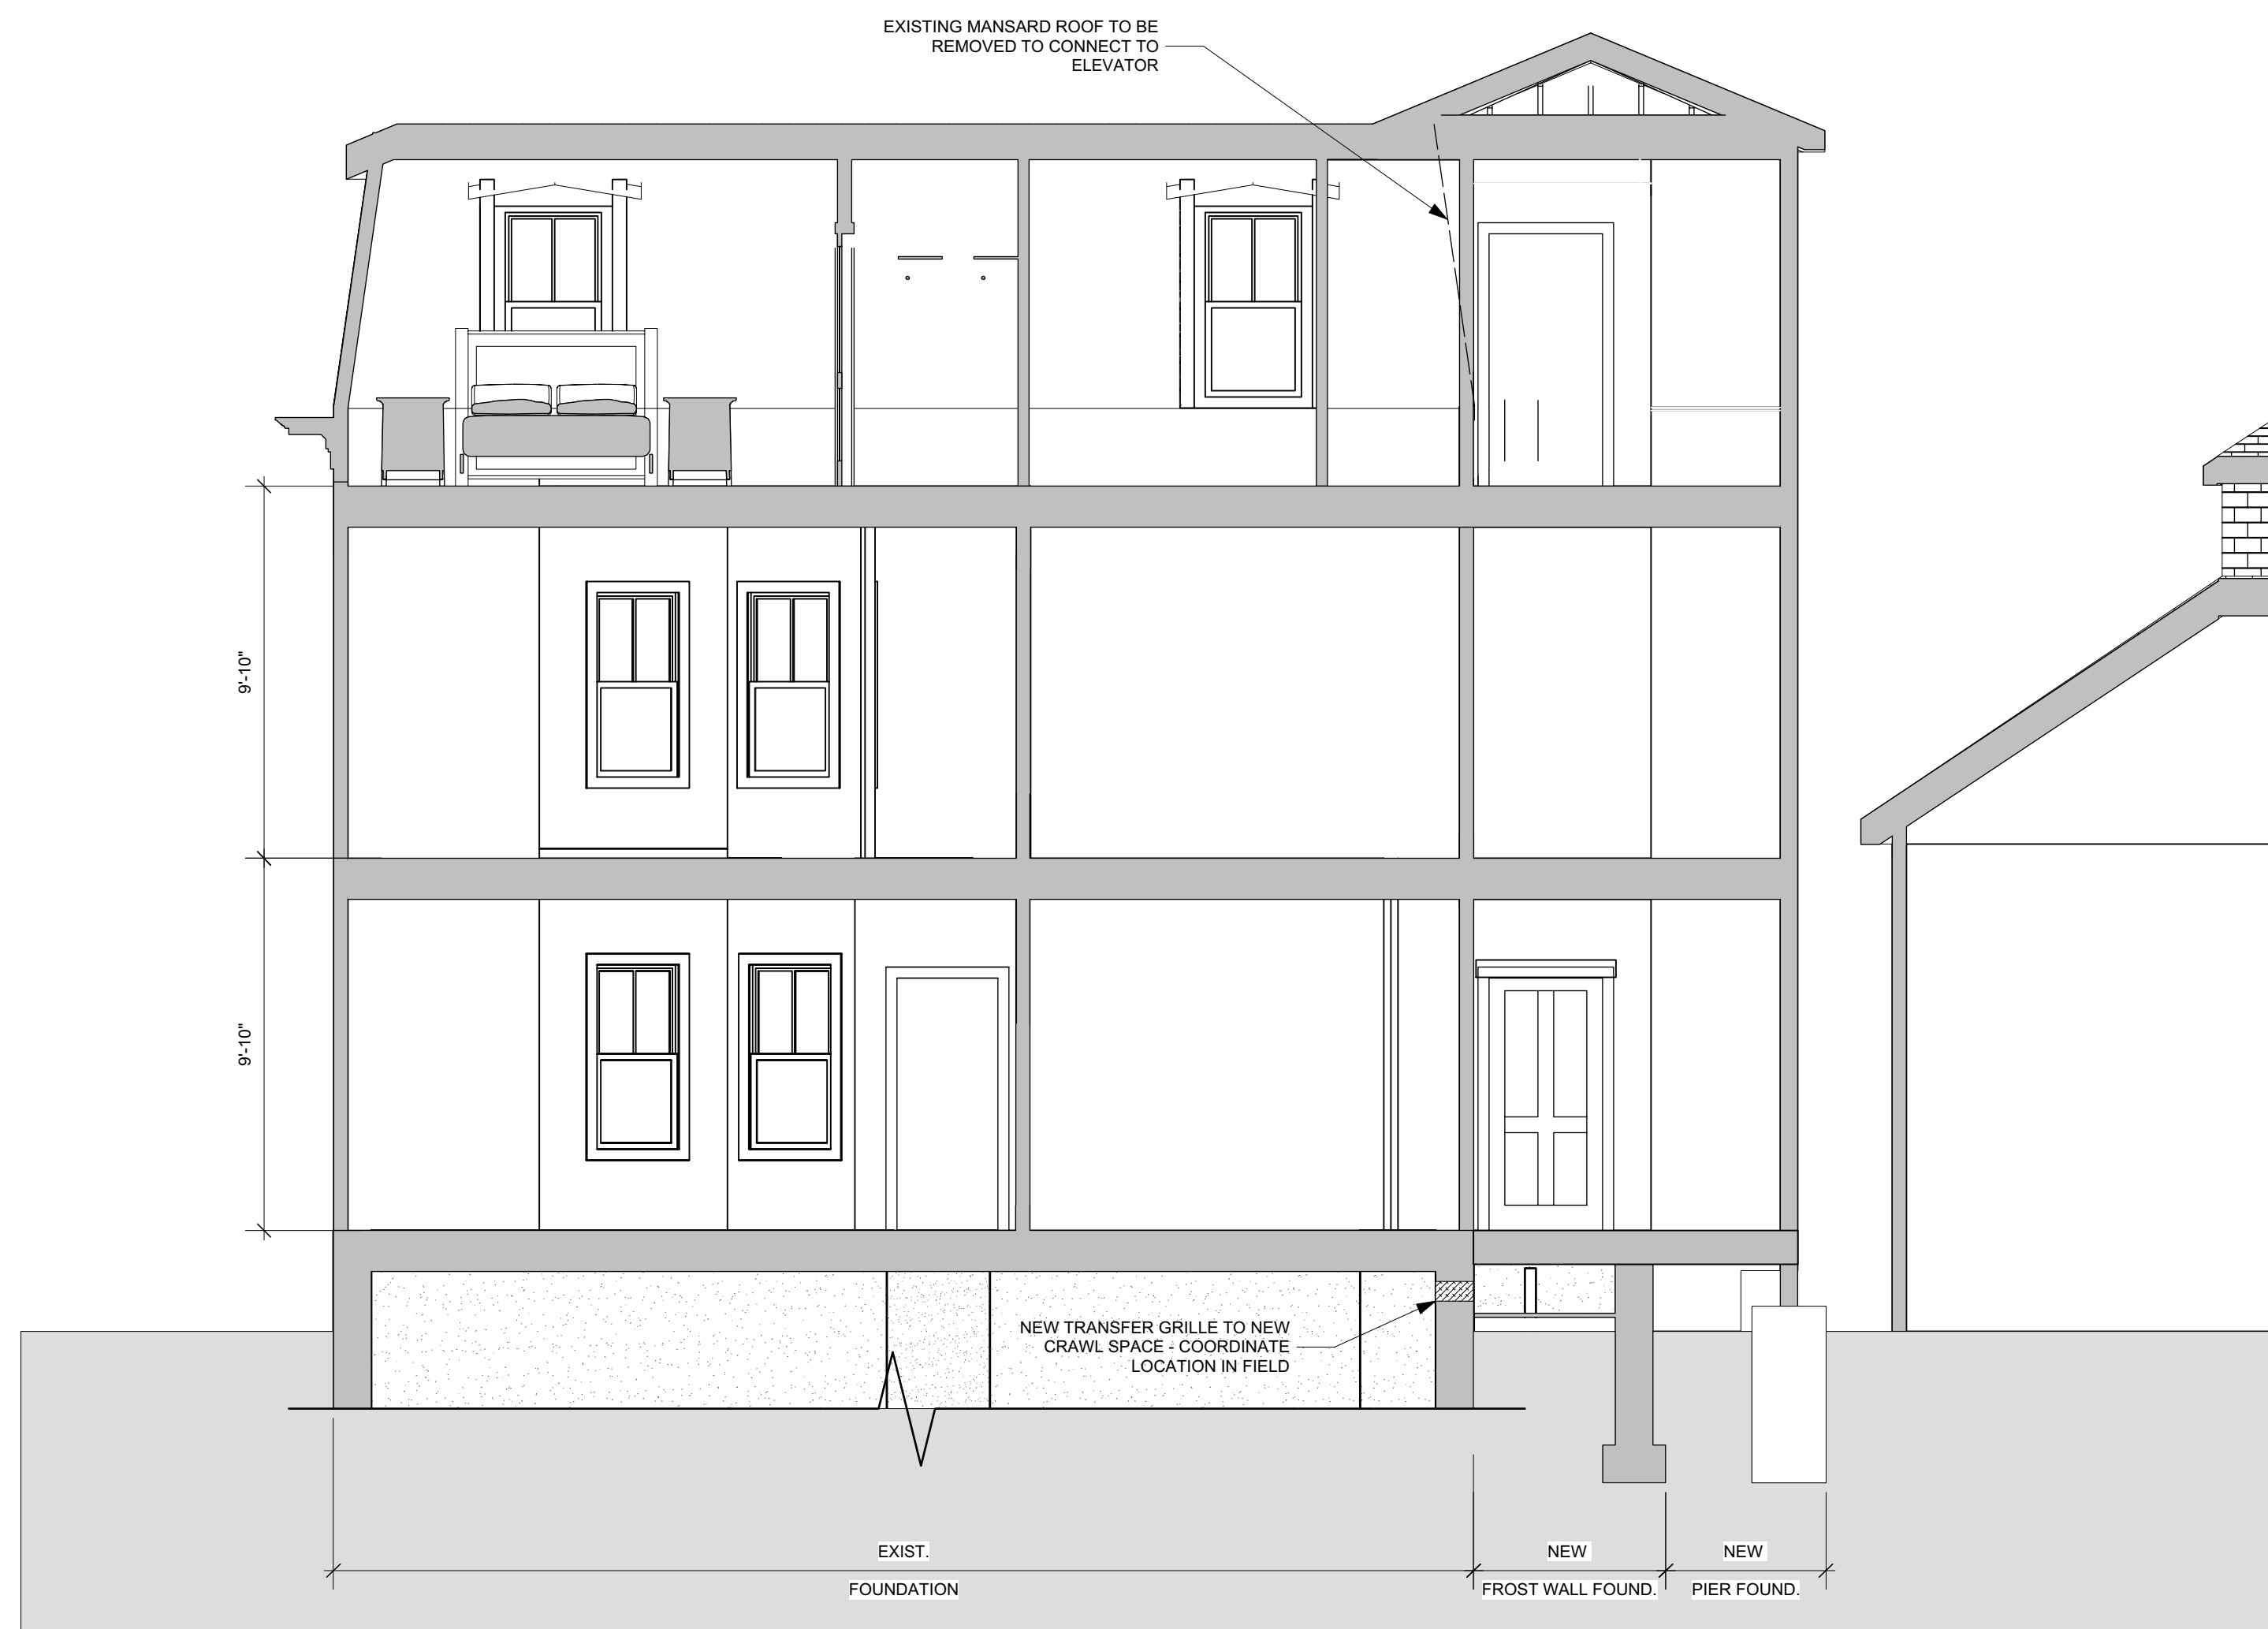 EXISTING MANSARD ROOF TO BE
REMOVED TO CONNECT TO
ELEVATOR
9'-10"
9'-10"
NEW TRANSFER GRILLE TO NEW
CRAWL SPACE - COORDINATE
LOCATION IN FIELD
EXIST.
FOUNDATION
NEW
FROST WALL FOUND.
NEW
PIER FOUND.